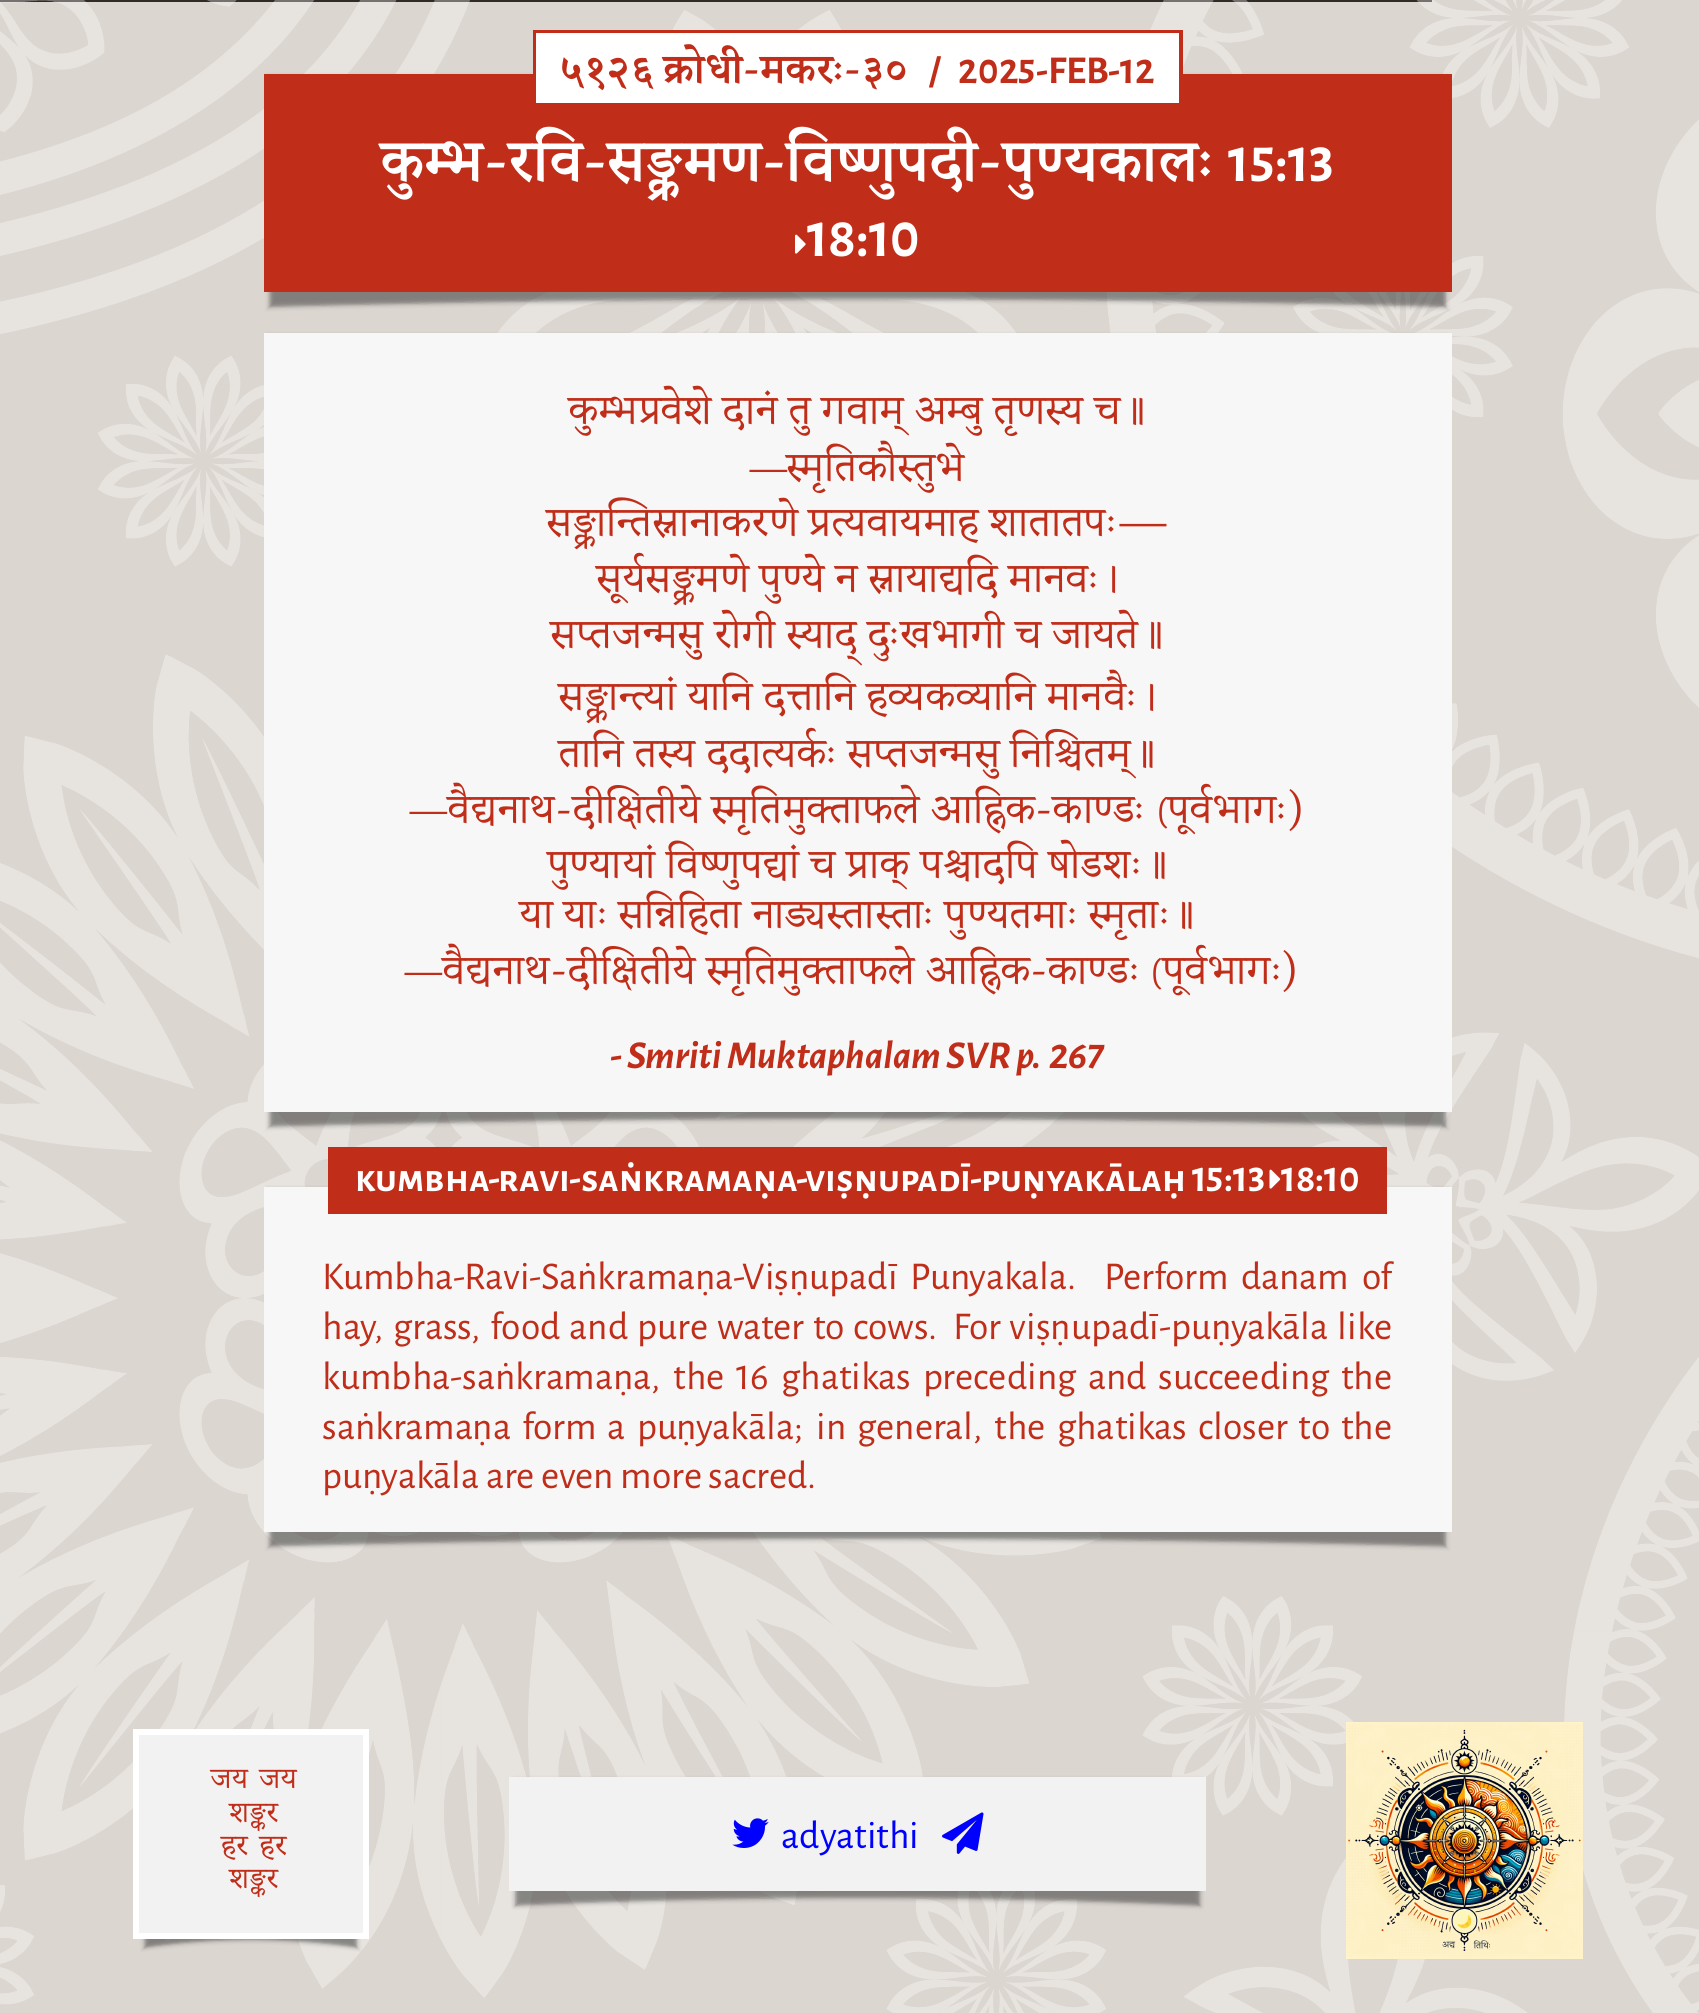 ५१२६ क्रोधी-मकरः-३० / 2025-FEB-12
कुम्भ-रवि-सङ्क्रमण-विष्णुपदी-पुण्यकालः 15:13
▸18:10
कुम्भप्रवेशे दानं तु गवाम् अम्बु तृणस्य च॥
—स्मृतिकौस्तुभे
सङ्क्रान्तिस्नानाकरणे प्रत्यवायमाह शातातपः—
सूर्यसङ्क्रमणे पुण्ये न स्नायाद्यदि मानवः।
सप्तजन्मसु रोगी स्याद् दुःखभागी च जायते॥
सङ्क्रान्त्यां यानि दत्तानि हव्यकव्यानि मानवैः।
तानि तस्य ददात्यर्कः सप्तजन्मसु निश्चितम्॥
—वैद्यनाथ-दीक्षितीये स्मृतिमुक्ताफले आह्निक-काण्डः (पूर्वभागः)
पुण्यायां विष्णुपद्यां च प्राक् पश्चादपि षोडशः॥
या याः सन्निहिता नाड्यस्तास्ताः पुण्यतमाः स्मृताः॥
—वैद्यनाथ-दीक्षितीये स्मृतिमुक्ताफले आह्निक-काण्डः (पूर्वभागः)
- Smriti Muktaphalam SVR p. 267
KUMBHA-RAVI-SAṄKRAMAṆA-VIṢṆUPADĪ-PUṆYAKĀLAḤ 15:13▸18:10
Kumbha-Ravi-Saṅkramaṇa-Viṣṇupadī Punyakala. Perform danam of
hay, grass, food and pure water to cows. For viṣṇupadī-puṇyakāla like
kumbha-saṅkramaṇa, the 16 ghatikas preceding and succeeding the
saṅkramaṇa form a puṇyakāla; in general, the ghatikas closer to the
puṇyakāla are even more sacred.
जय जय
शङ्कर
हर हर
शङ्कर
adyatithi
अद्य तिथिः